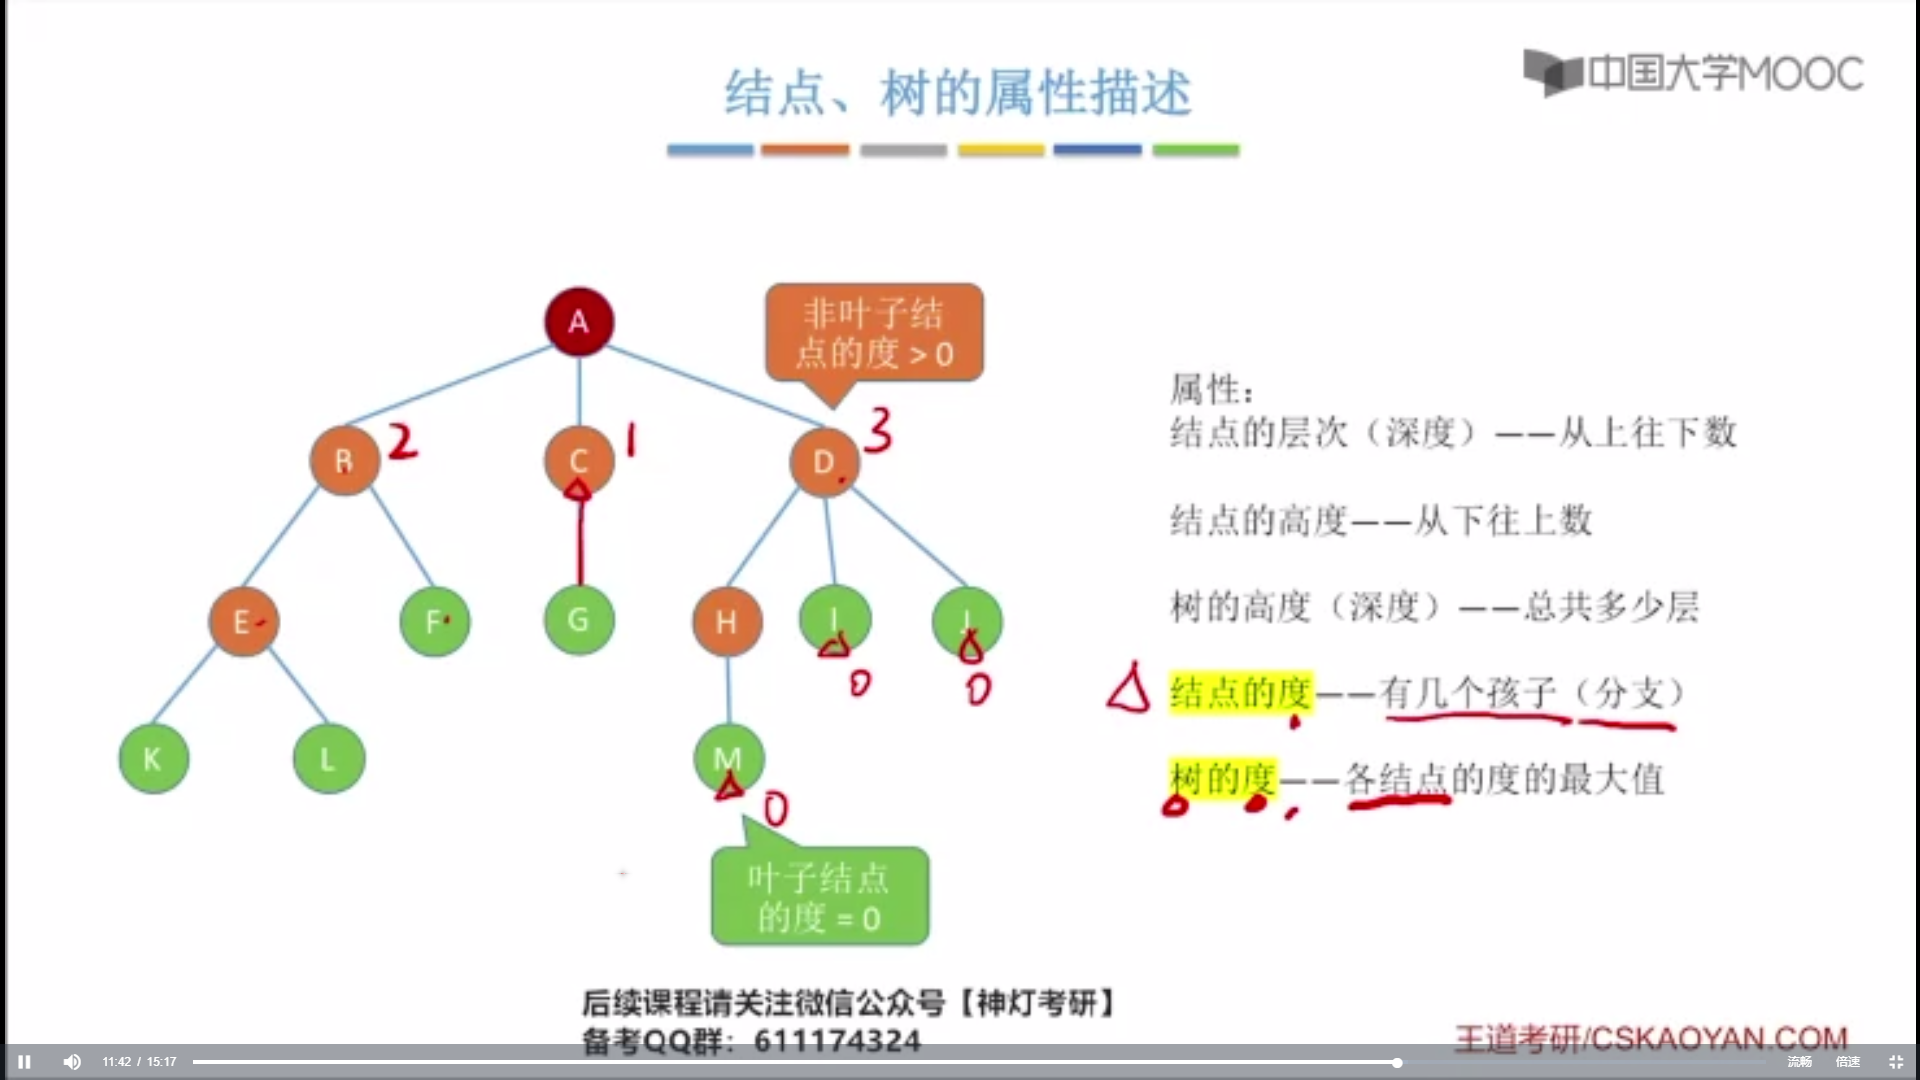 结点、树的属性描述
中国大学MOOC
A
非叶子结
点的度 > 0
B
2
C
1
D
3
E
F
G
H
I
J
0
0
K
L
M
0
叶子结点
的度 = 0
属性：
结点的层次（深度）——从上往下数
结点的高度——从下往上数
树的高度（深度）——总共多少层
结点的度——有几个孩子（分支）
树的度——各结点的度的最大值
后续课程请关注微信公众号【神灯考研】
备考QQ群：611174324
王道考研/CSKAOYAN.COM
11:42 / 15:17
流畅
倍速